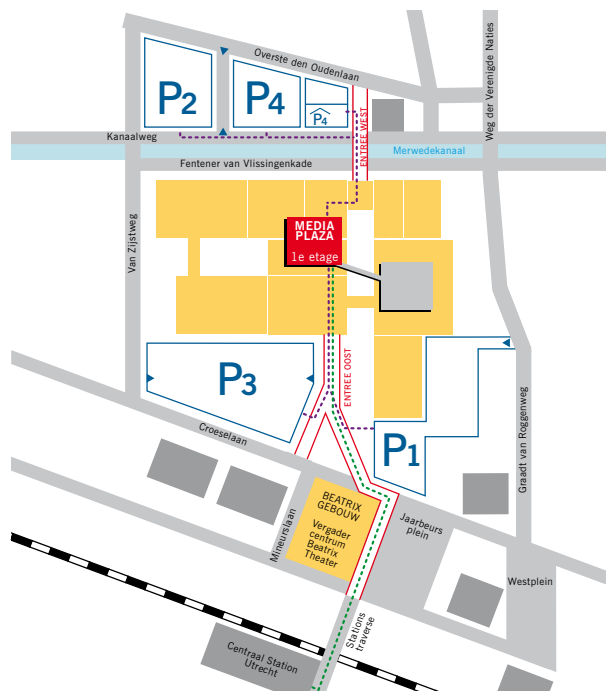 Overste den Oudenlaan
Weg der Verenigde Naties
P2
P4
P4
ENTREE WEST
Kanaalweg
Merwedekanaal
Fentener van Vlissingenkade
Van Zijstweg
MEDIA
PLAZA
1e etage
P3
ENTREE OOST
P1
Graadt van Roggenweg
Croeselaan
Mineurslaan
BEATRIX
GEBOUW
Vergader
centrum
Beatrix
Theater
Jaarbeurs
plein
Westplein
Stations
traverse
Centraal Station
Utrecht